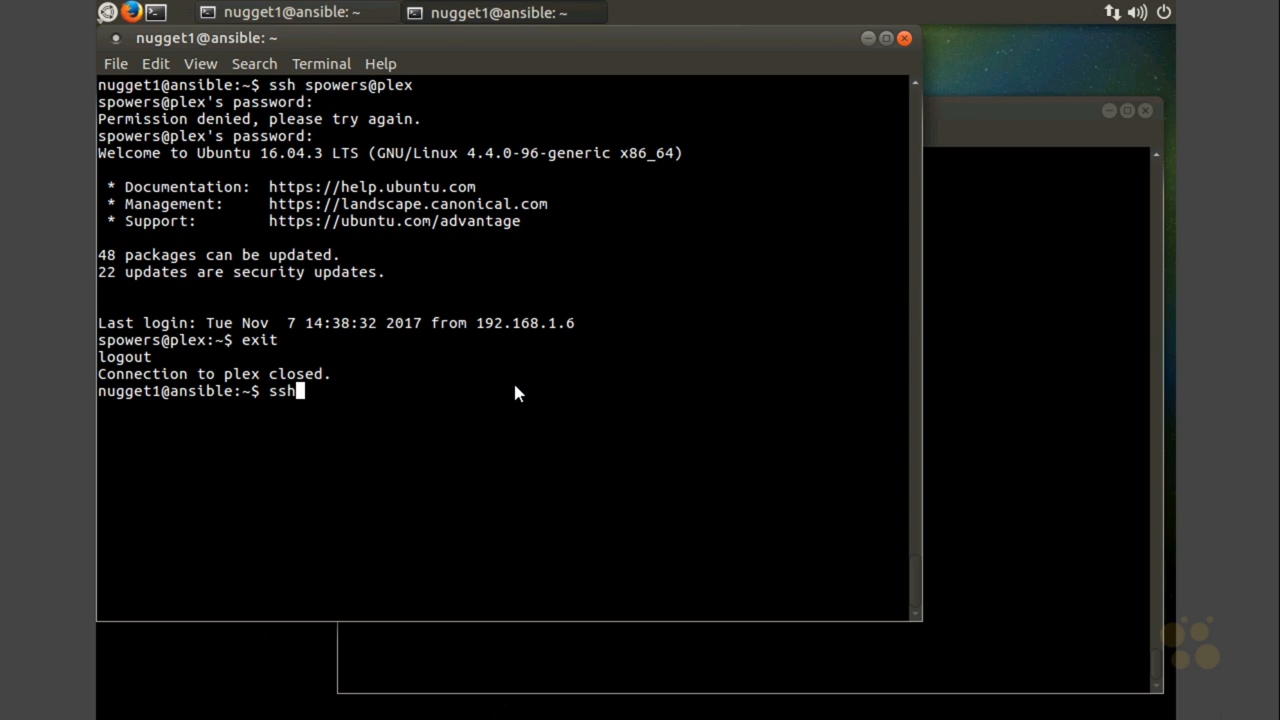 nugget1@ansible: ~ nugget1@ansible: ~
nugget1@ansible: ~
File Edit View Search Terminal Help
nugget1@ansible:~$ ssh spowers@plex
spowers@plex's password:
Permission denied, please try again.
spowers@plex's password:
Welcome to Ubuntu 16.04.3 LTS (GNU/Linux 4.4.0-96-generic x86_64)
* Documentation:  https://help.ubuntu.com
* Management:     https://landscape.canonical.com
* Support:        https://ubuntu.com/advantage
48 packages can be updated.
22 updates are security updates.
Last login: Tue Nov  7 14:38:32 2017 from 192.168.1.6
spowers@plex:~$ exit
logout
Connection to plex closed.
nugget1@ansible:~$ ssh